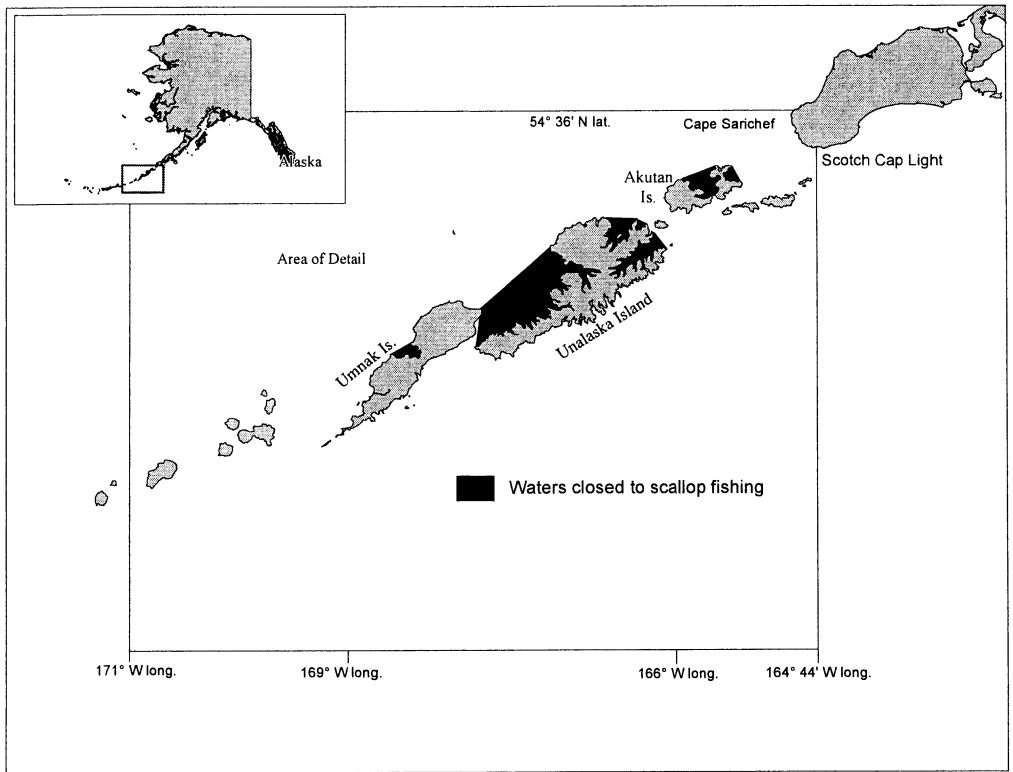 Alaska
54° 36' N lat.
Cape Sarichef
Scotch Cap Light
Akutan
Is.
Area of Detail
Unalaska Island
Umnak Is.
Waters closed to scallop fishing
171° W long.
169° W long.
166° W long.
164° 44' W long.